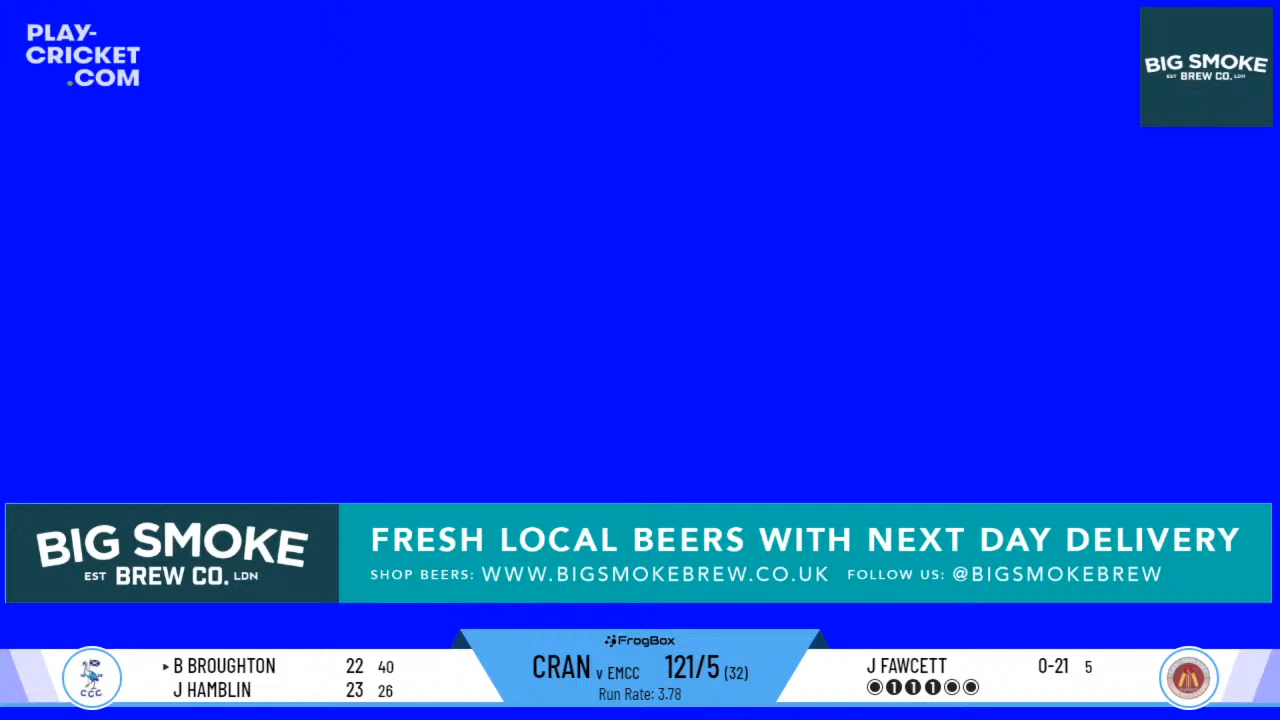 PLAY-
CRICKET
.COM
BIG SMOKE
EST BREW CO. LDN
BIG SMOKE
EST BREW CO. LDN
FRESH LOCAL BEERS WITH NEXT DAY DELIVERY
SHOP BEERS: WWW.BIGSMOKEBREW.CO.UK FOLLOW US: @BIGSMOKEBREW
FrogBox
CCC
B BROUGHTON 22 40
J HAMBLIN 23 26
CRAN v EMCC 121/5 (32)
Run Rate: 3.78
J FAWCETT 0-21 5
1 1 1